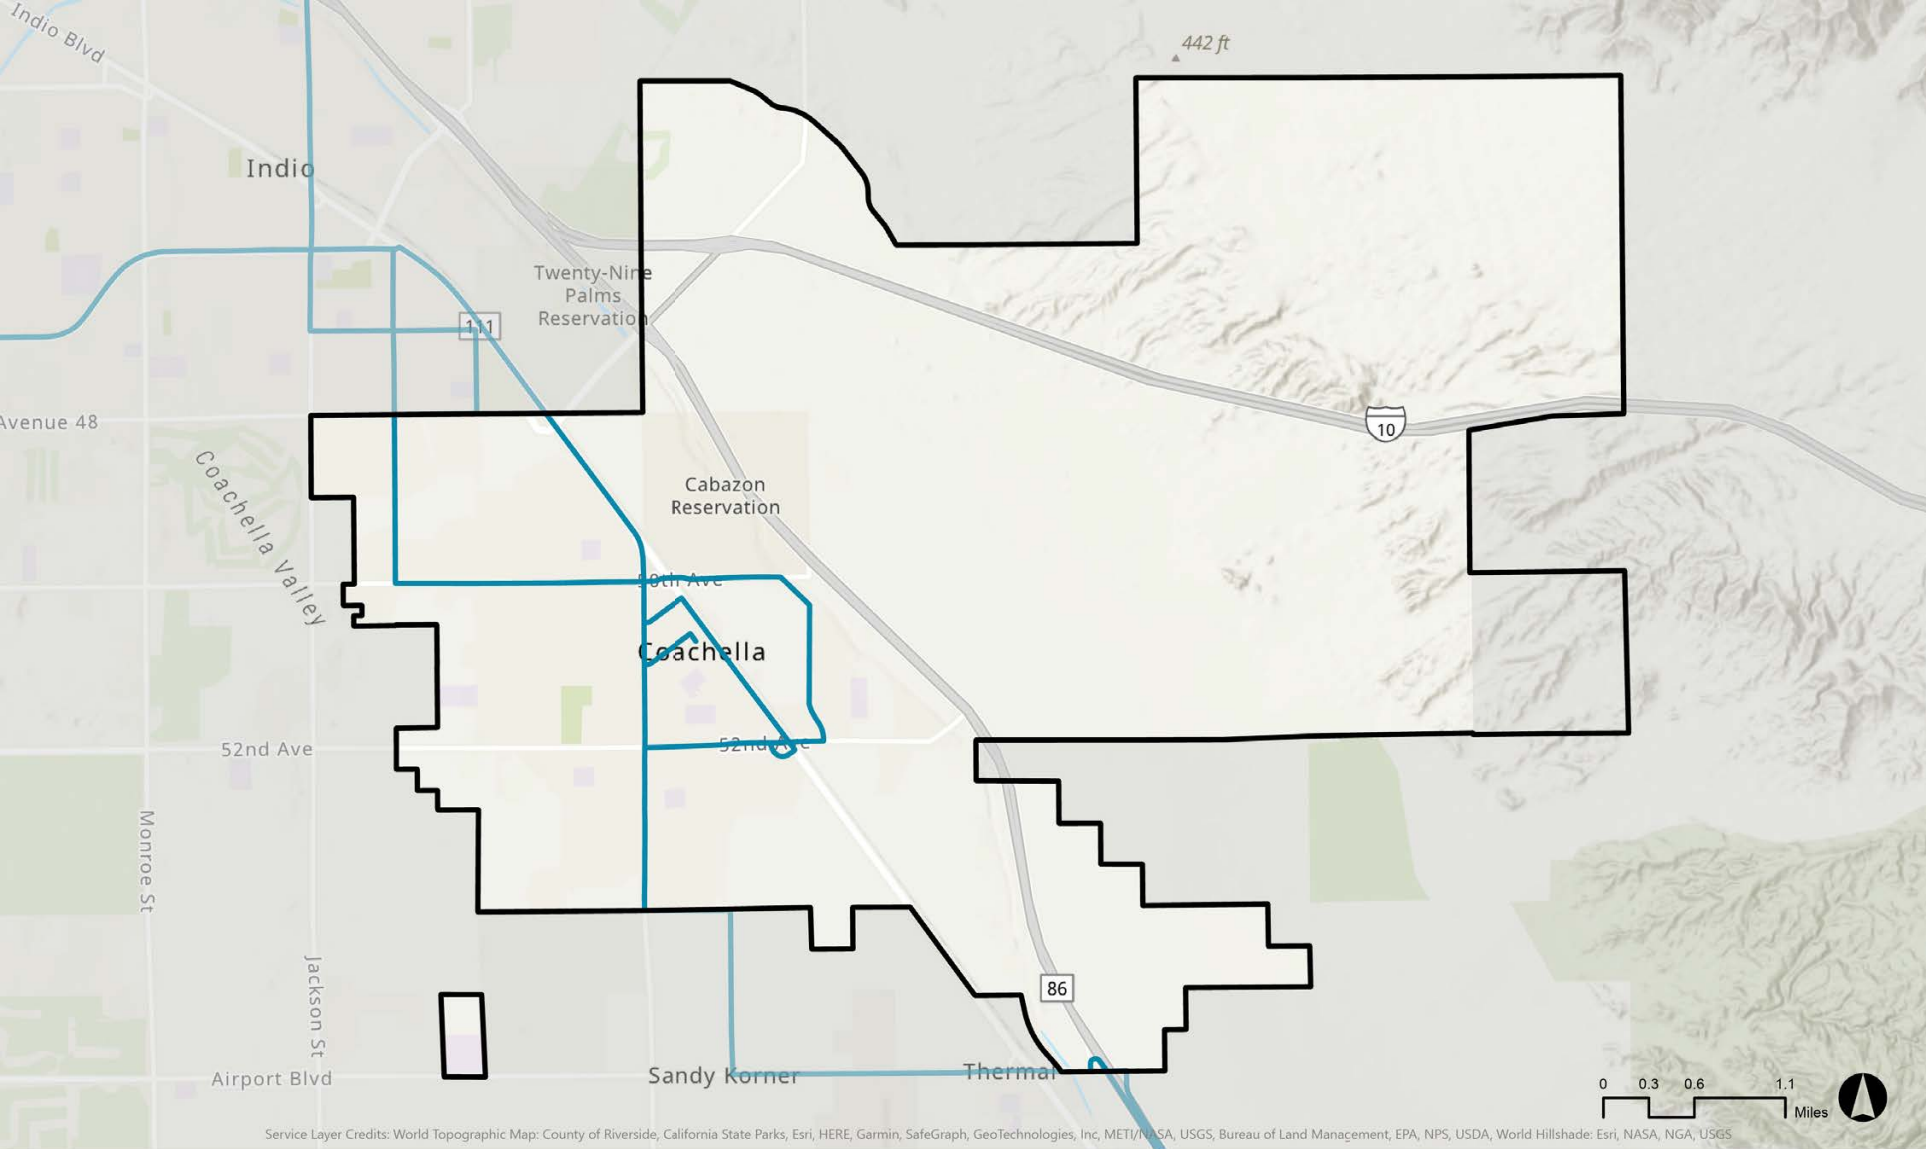 Indio Blvd
442 ft
Indio
Twenty-Nine
Palms
Reservation
111
Avenue 48
10
Coachella Valley
Cabazon
Reservation
50th Ave
Coachella
52nd Ave
52nd Ave
Monroe St
Jackson St
86
Airport Blvd
Sandy Korner
Thermal
0 0.3 0.6 1.1
Miles
Service Layer Credits: World Topographic Map: County of Riverside, California State Parks, Esri, HERE, Garmin, SafeGraph, GeoTechnologies, Inc, METI/NASA, USGS, Bureau of Land Management, EPA, NPS, USDA, World Hillshade: Esri, NASA, NGA, USGS